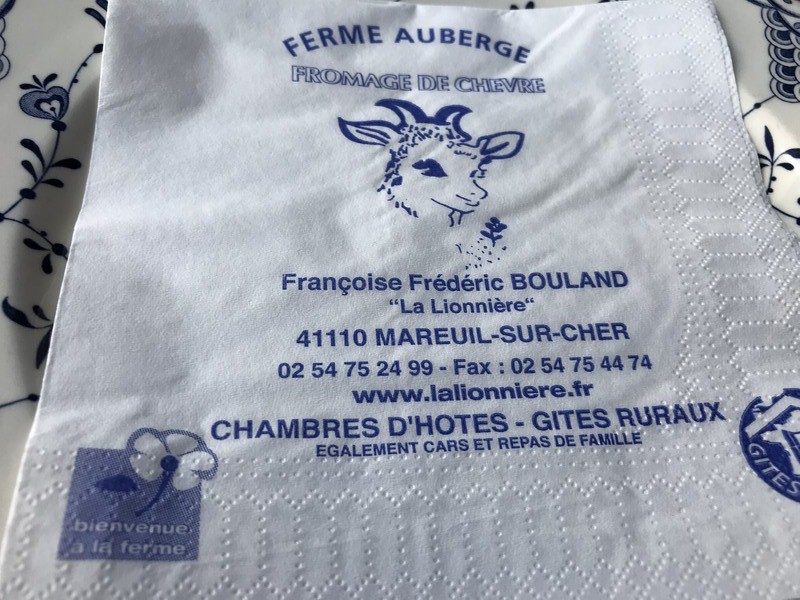 FERME AUBERGE
FROMAGE DE CHEVRE
Françoise Frédéric BOULAND
“La Lionnière“
41110 MAREUIL-SUR-CHER
02 54 75 24 99 - Fax : 02 54 75 44 74
www.lalionniere.fr
CHAMBRES D'HOTES - GITES RURAUX
EGALEMENT CARS ET REPAS DE FAMILLE
bienvenue
à la ferme
GITES